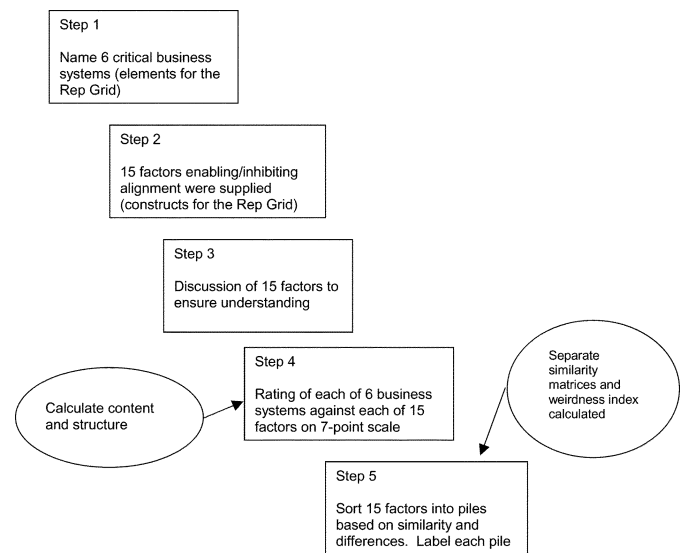 Step 1
Name 6 critical business
systems (elements for the
Rep Grid)
Step 2
15 factors enabling/inhibiting
alignment were supplied
(constructs for the Rep Grid)
Step 3
Discussion of 15 factors to
ensure understanding
Step 4
Rating of each of 6 business
systems against each of 15
factors on 7-point scale
Calculate content
and structure
Separate
similarity
matrices and
weirdness index
calculated
Step 5
Sort 15 factors into piles
based on similarity and
differences. Label each pile